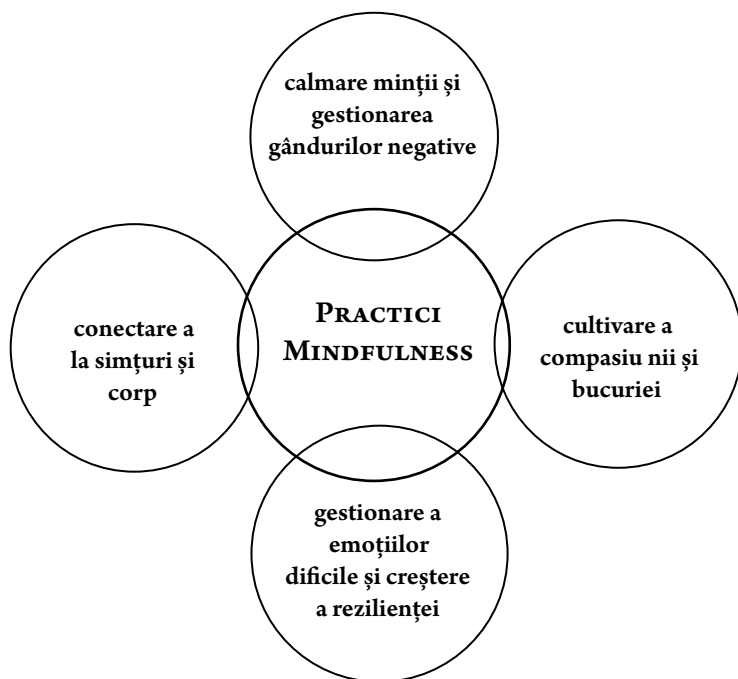 calmare minții și
gestionarea
gândurilor negative
conectare a
la simțuri și
corp
Practici
Mindfulness
cultivare a
compasiu nii și
bucuriei
gestionare a
emoțiilor
dificile și creștere
a rezilienței